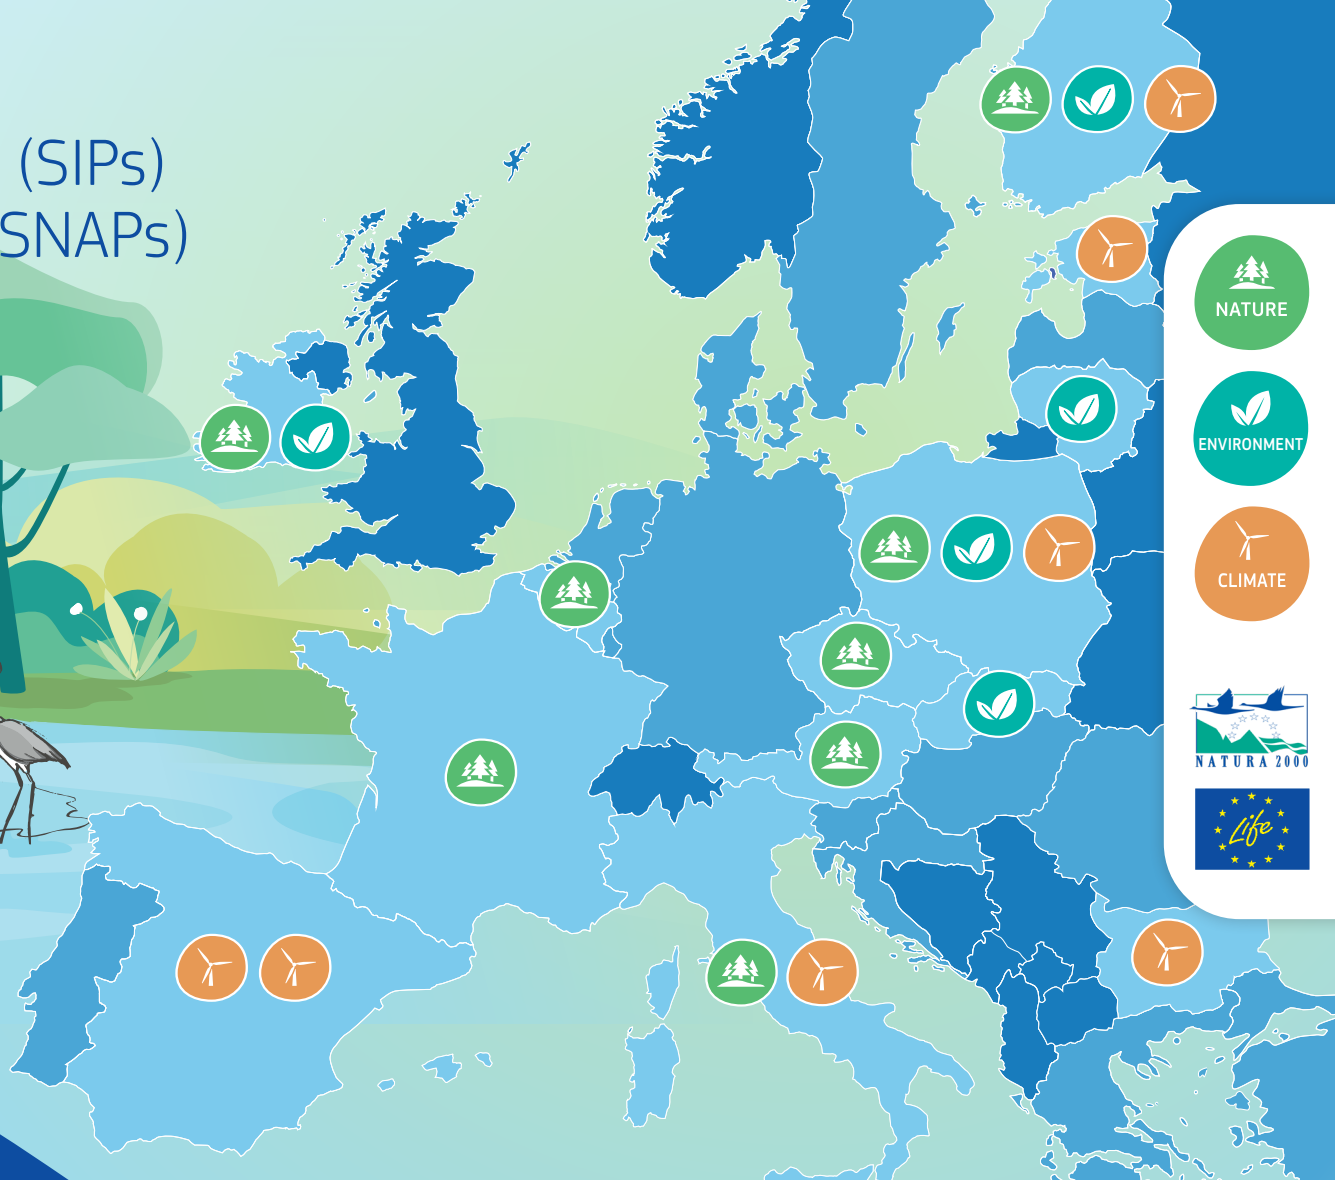 (SIPs)
SNAPs)
NATURE
ENVIRONMENT
CLIMATE
NATURA 2000
Life